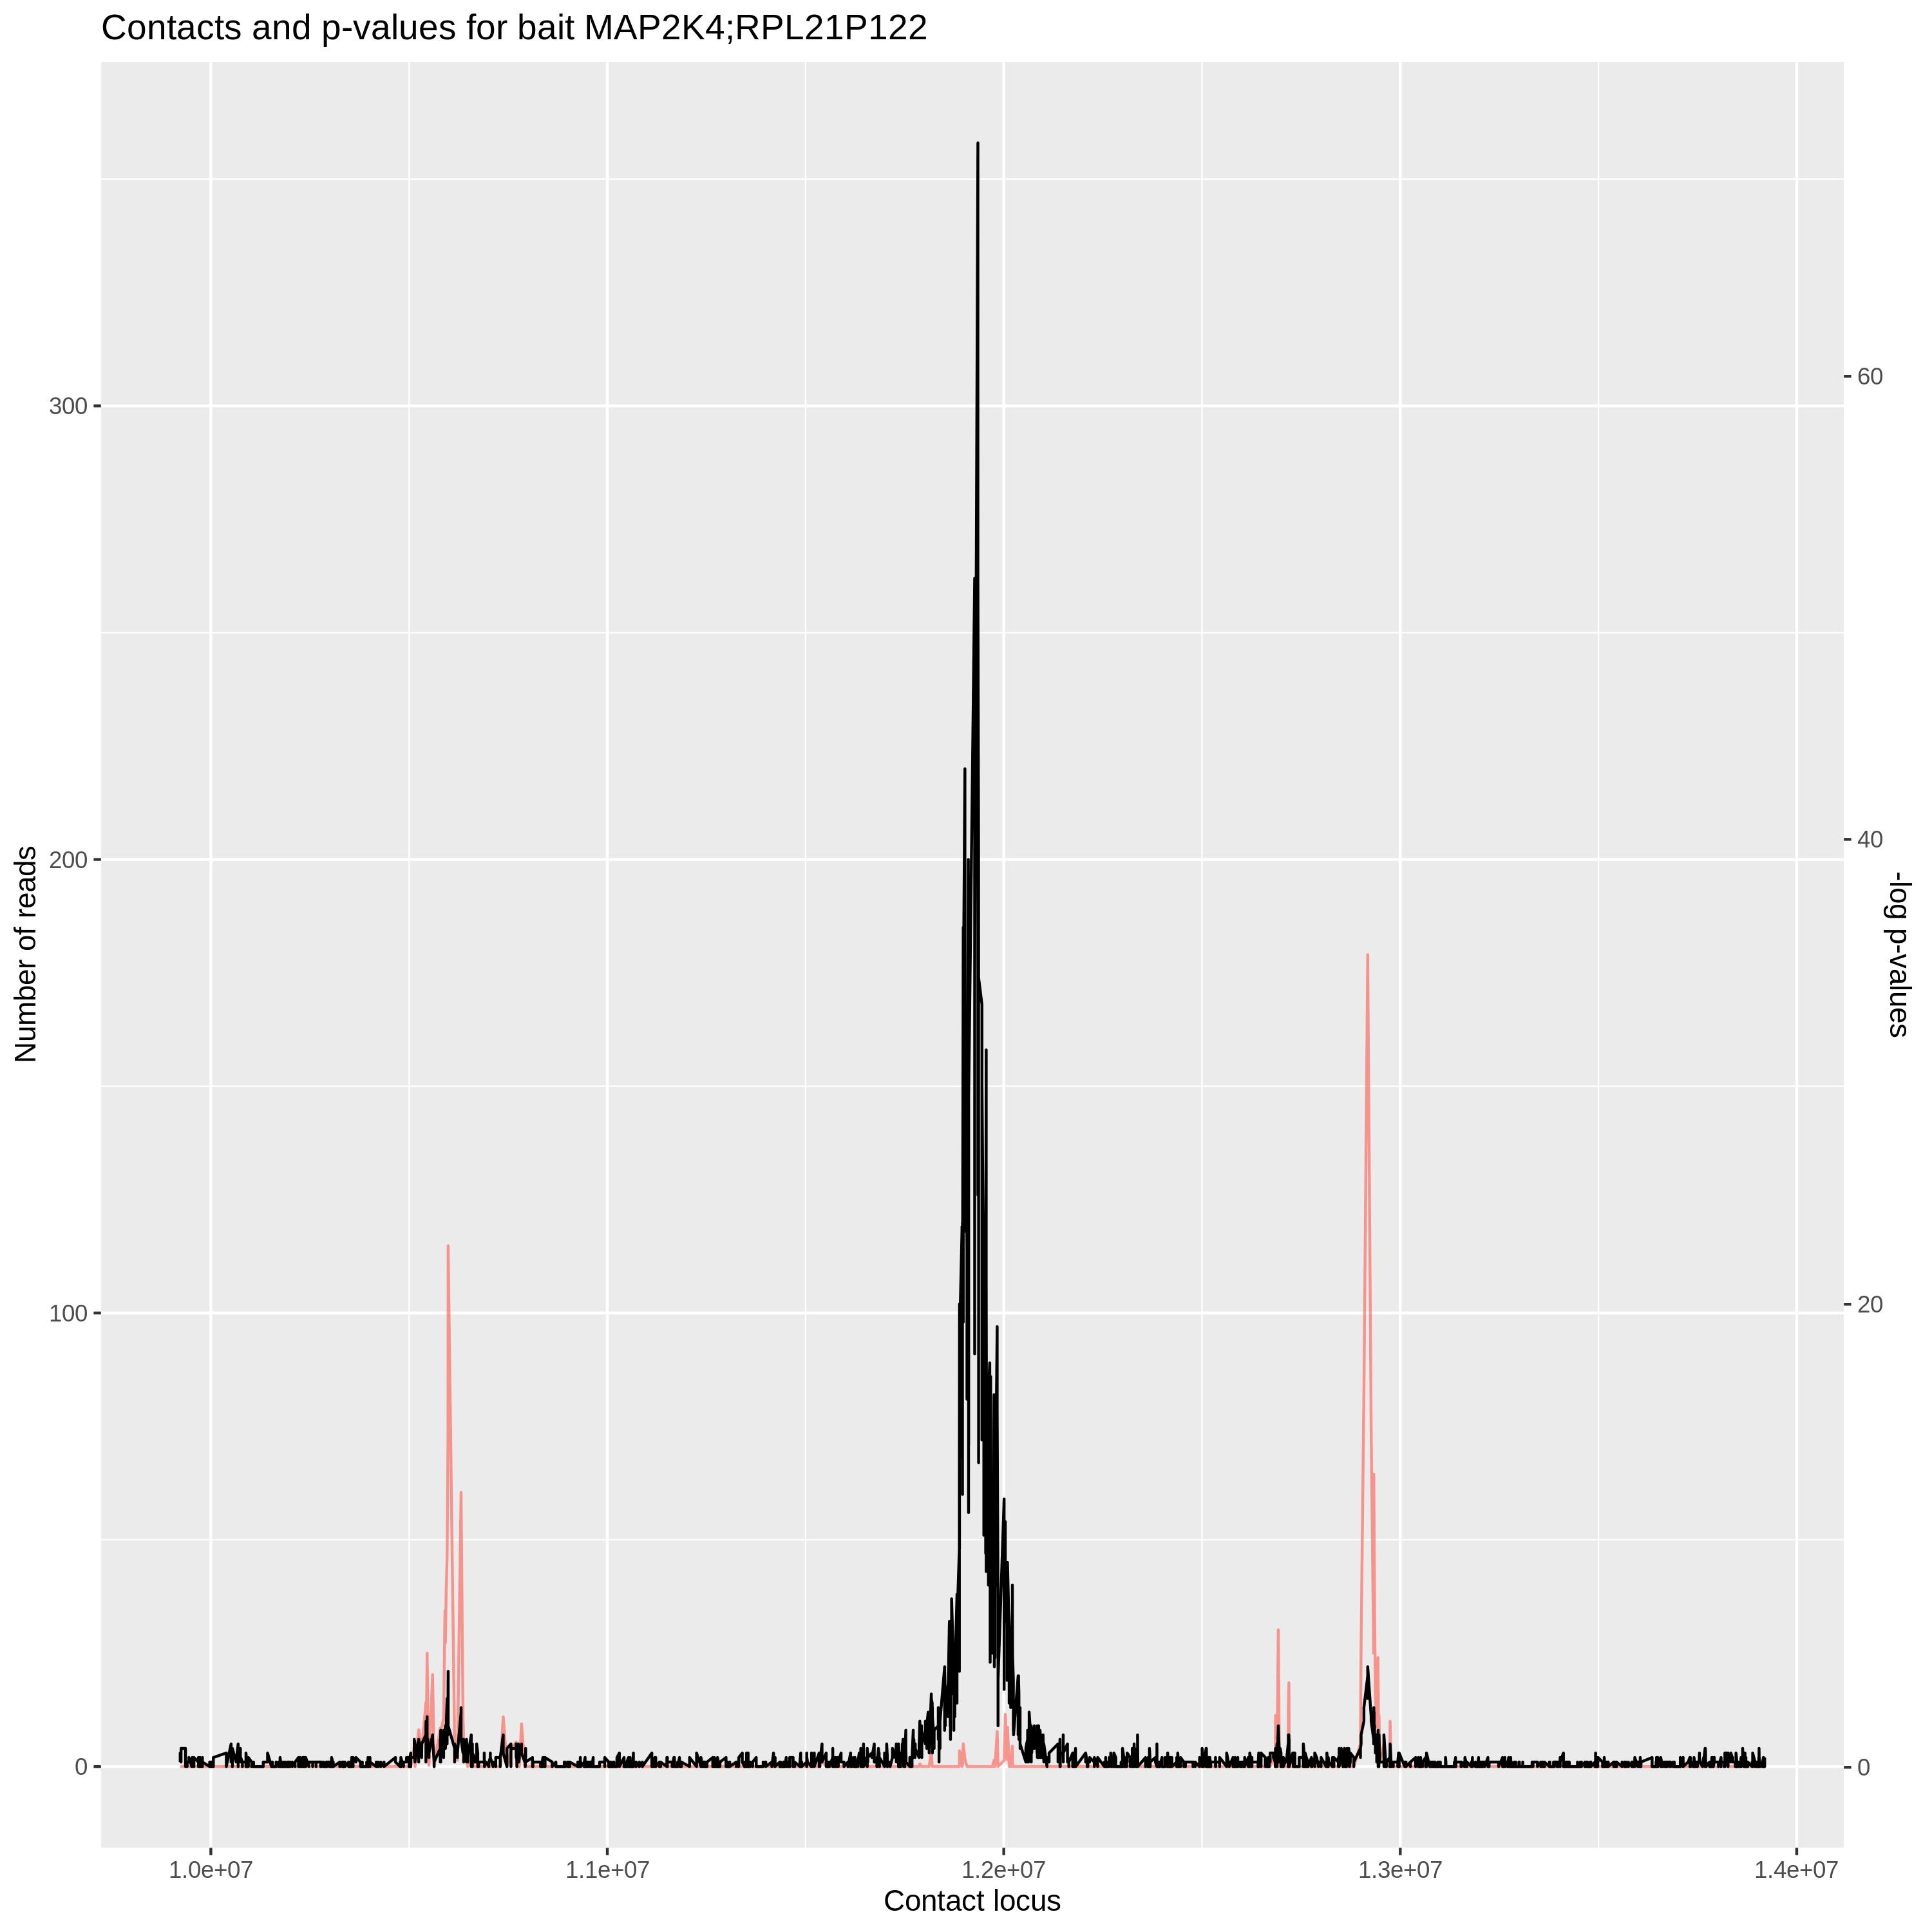 Contacts and p-values for bait MAP2K4;RPL21P122
300
200
100
0
Number of reads
60
40
20
0
-log p-values
1.0e+07
1.1e+07
1.2e+07
1.3e+07
1.4e+07
Contact locus